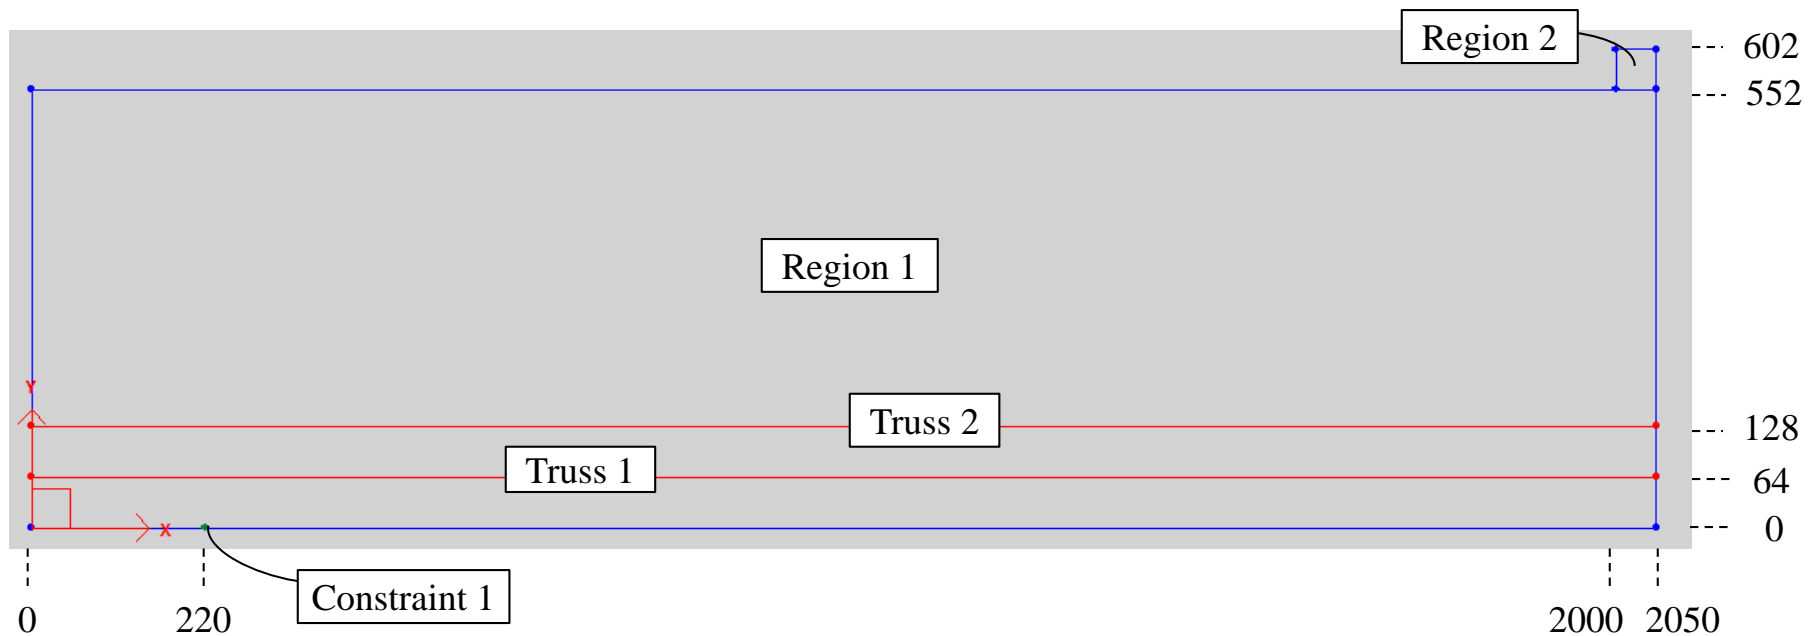 Region 2
602
552
Region 1
Y
Truss 2
128
Truss 1
64
X
0
Constraint 1
0
220
2000
2050